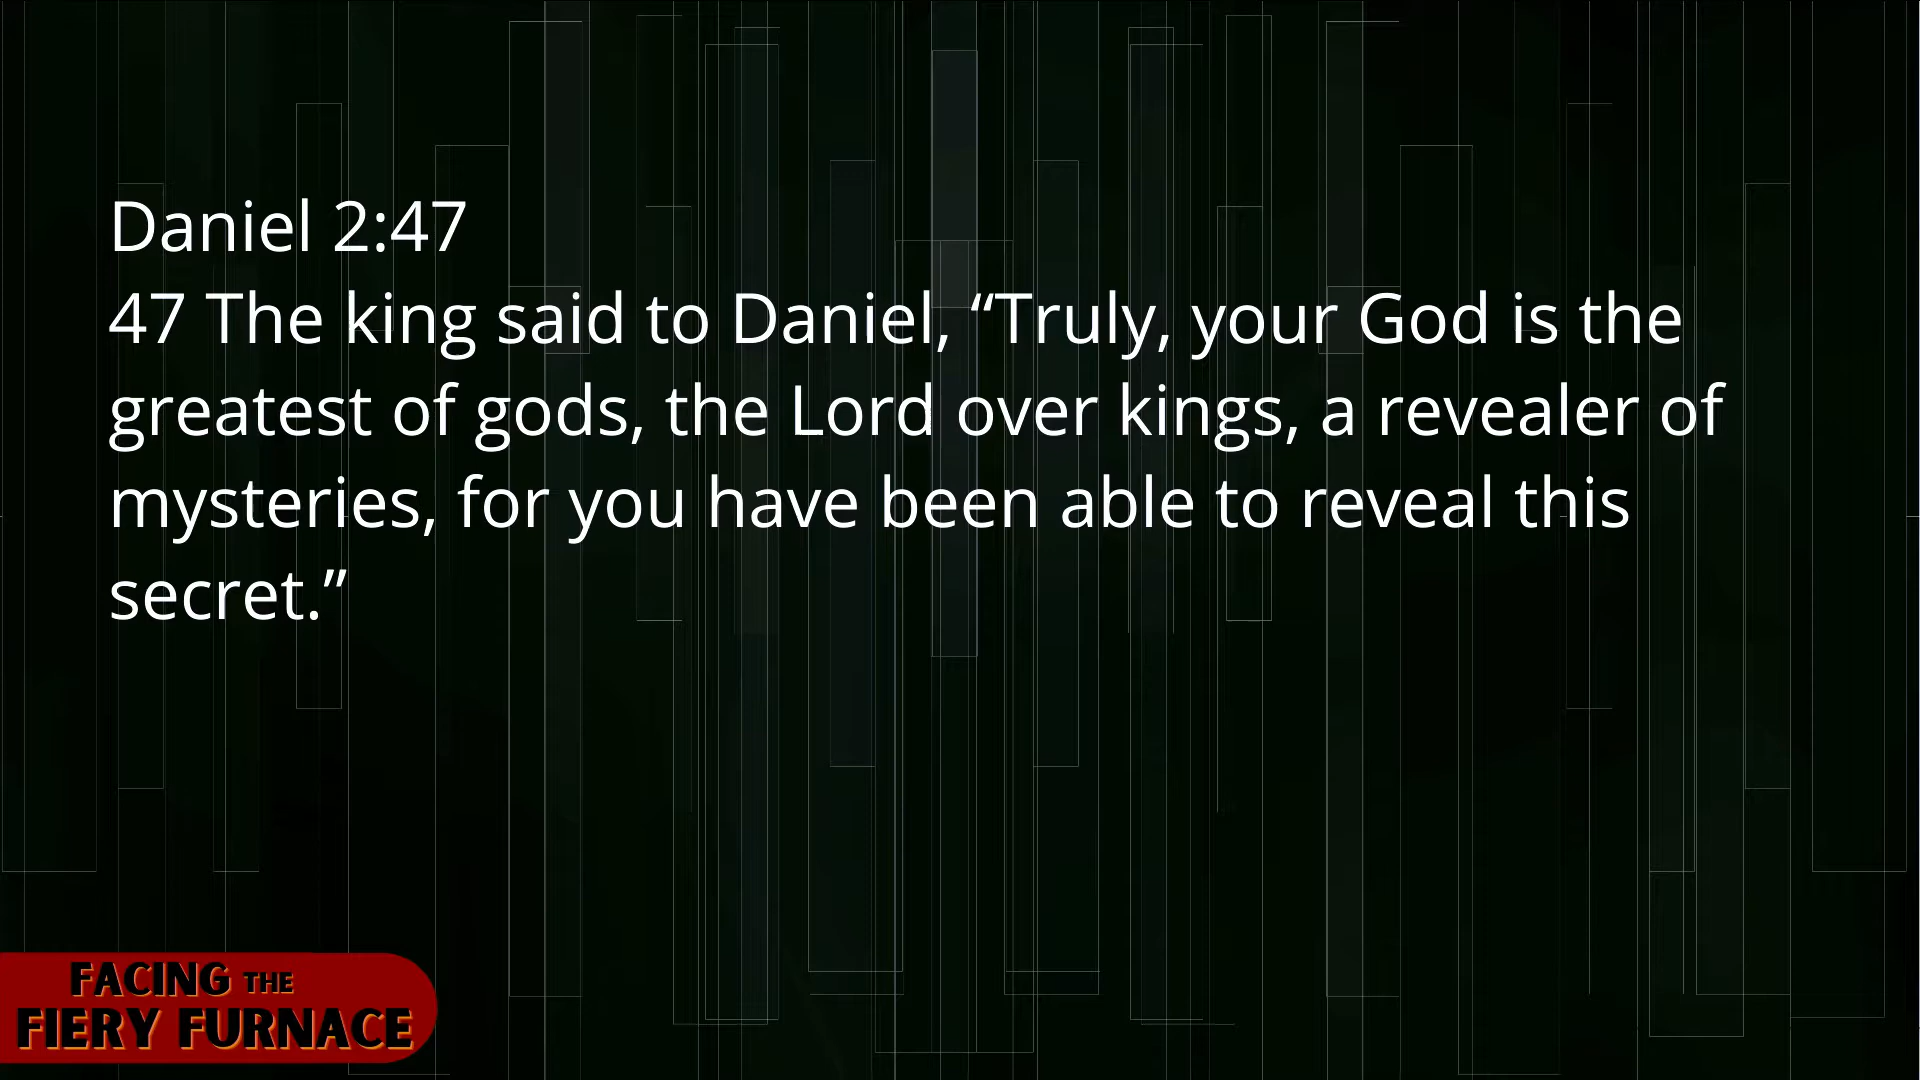 Daniel 2:47
47 The king said to Daniel, “Truly, your God is the
greatest of gods, the Lord over kings, a revealer of
mysteries, for you have been able to reveal this
secret.”
FACING THE
FIERY FURNACE